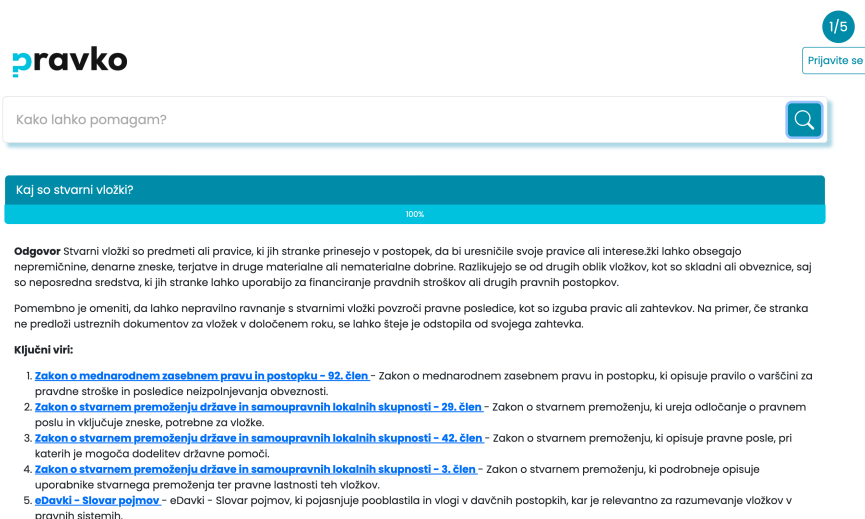 1/5
pravko
Prijavite se
Kako lahko pomagam?
Kaj so stvarni vložki?
100%
Odgovor Stvarni vložki so predmeti ali pravice, ki jih stranke prinesejo v postopek, da bi uresničile svoje pravice ali interese.žki lahko obsegajo
nepremičnine, denarne zneske, terjatve in druge materialne ali nematerialne dobrine. Razlikujejo se od drugih oblik vložkov, kot so skladni ali obveznice, saj
so neposredna sredstva, ki jih stranke lahko uporabijo za financiranje pravdnih stroškov ali drugih pravnih postopkov.
Pomembno je omeniti, da lahko nepravilno ravnanje s stvarnimi vložki povzroči pravne posledice, kot so izguba pravic ali zahtevkov. Na primer, če stranka
ne predloži ustreznih dokumentov za vložek v določenem roku, se lahko šteje je odstopila od svojega zahtevka.
Ključni viri:
1. Zakon o mednarodnem zasebnem pravu in postopku - 92. člen - Zakon o mednarodnem zasebnem pravu in postopku, ki opisuje pravilo o varščini za
pravdne stroške in posledice neizpolnjevanja obveznosti.
2. Zakon o stvarnem premoženju države in samoupravnih lokalnih skupnosti - 29. člen - Zakon o stvarnem premoženju, ki ureja odločanje o pravnem
poslu in vključuje zneske, potrebne za vložke.
3. Zakon o stvarnem premoženju države in samoupravnih lokalnih skupnosti - 42. člen - Zakon o stvarnem premoženju, ki opisuje pravne posle, pri
katerih je mogoča dodelitev državne pomoči.
4. Zakon o stvarnem premoženju države in samoupravnih lokalnih skupnosti - 3. člen - Zakon o stvarnem premoženju, ki podrobneje opisuje
uporabnike stvarnega premoženja ter pravne lastnosti teh vložkov.
5. eDavki - Slovar pojmov - eDavki - Slovar pojmov, ki pojasnjuje pooblastila in vlogi v davčnih postopkih, kar je relevantno za razumevanje vložkov v
pravnih sistemih.